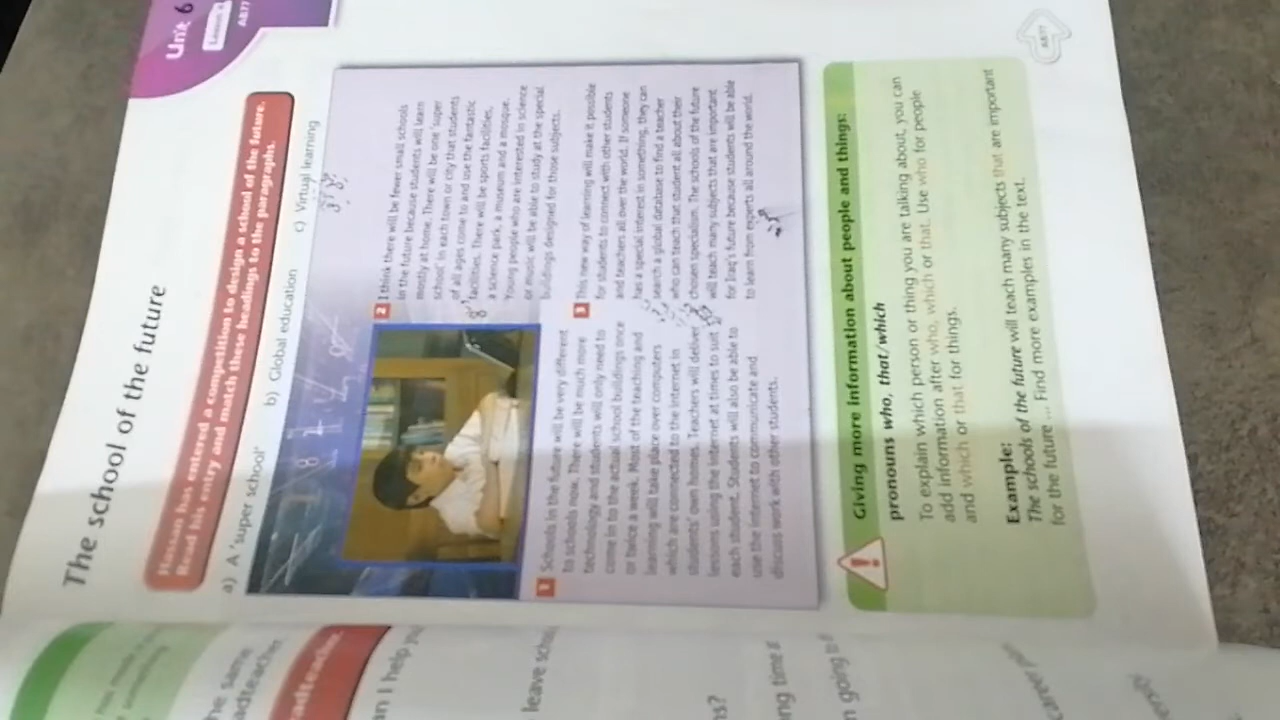 Unit 6
AB77
The school of the future
Hassan has entered a competition to design a school of the future.
Read his entry and match these headings to the paragraphs.
a) A 'super school' b) Global education c) Virtual learning
1 Schools in the future will be very different
to schools now. There will be much more
technology and students will only need to
come in to the actual school buildings once
or twice a week. Most of the teaching and
learning will take place over computers
which are connected to the internet in
students' own homes. Teachers will deliver
lessons using the internet at times to suit
each student. Students will also be able to
use the internet to communicate and
discuss work with other students.
2 I think there will be fewer small schools
in the future because students will learn
mostly at home. There will be one 'super
school' in each town or city that students
of all ages come to and use the fantastic
facilities. There will be sports facilities,
a science park, a museum and a mosque.
Young people who are interested in science
or music will be able to study at the special
buildings designed for those subjects.
3 This new way of learning will make it possible
for students to connect with other students
and teachers all over the world. If someone
has a special interest in something, they can
search a global database to find a teacher
who can teach that student all about their
chosen specialism. The schools of the future
will teach many subjects that are important
for Iraq's future because students will be able
to learn from experts all around the world.
Giving more information about people and things:
pronouns who, that/which
To explain which person or thing you are talking about, you can
add information after who, which or that. Use who for people
and which or that for things.
Example:
The schools of the future will teach many subjects that are important
for the future ... Find more examples in the text.
AB77
the same
adteacher
eadteacher.
an I help you
leave school
ong time at
n going to